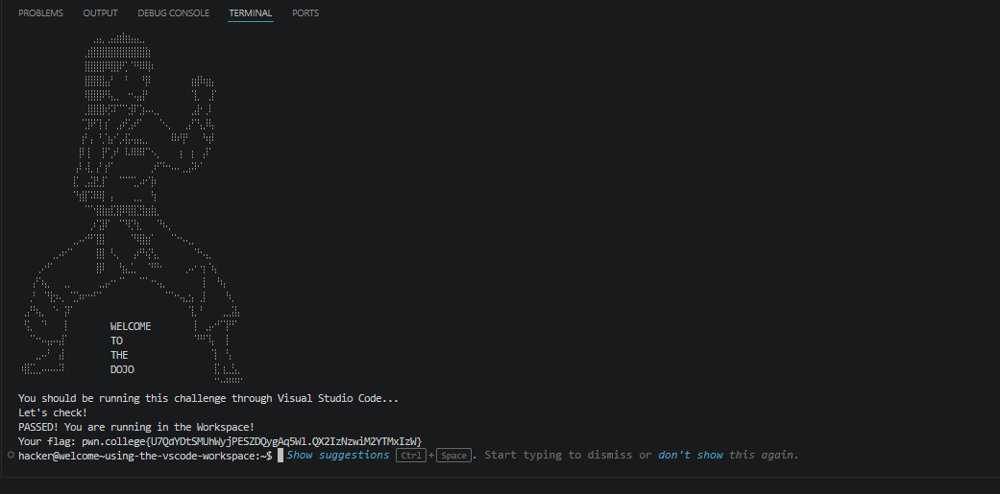 PROBLEMS OUTPUT DEBUG CONSOLE TERMINAL PORTS
WELCOME
TO
THE
DOJO
You should be running this challenge through Visual Studio Code...
Let's check!
PASSED! You are running in the Workspace!
Your flag: pwn.college{U7QdYDtSMUhWyjPESZDQygAq5Wl.QX2IzNzwiM2YTMxIzW}
hacker@welcome~using-the-vscode-workspace:~$ Show suggestions Ctrl+Space. Start typing to dismiss or don't show this again.